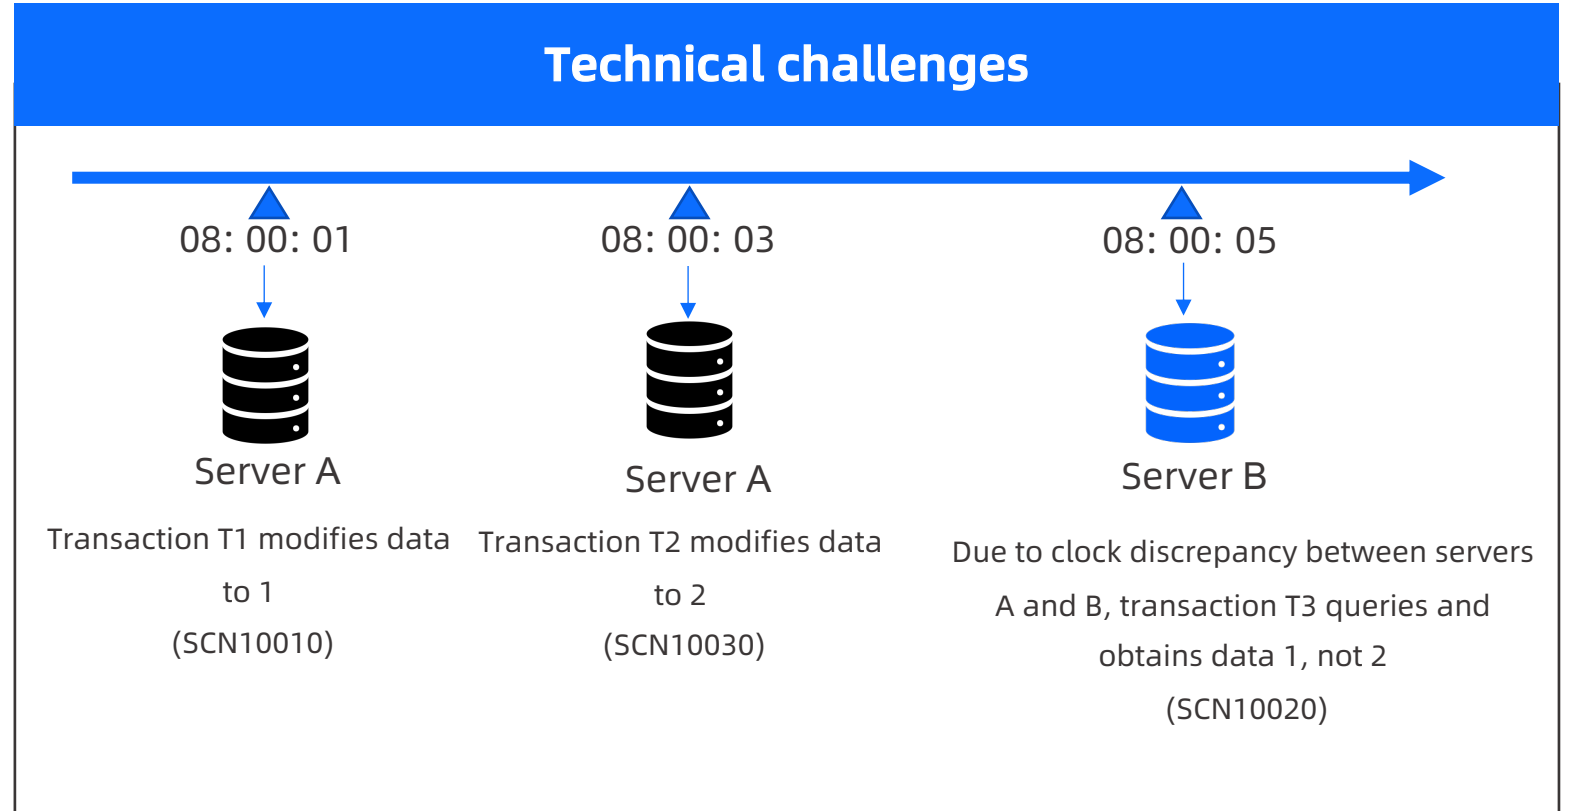 Technical challenges
08: 00: 01
08: 00: 03
08: 00: 05
Server A
Server A
Server B
Transaction T1 modifies data
to 1
(SCN10010)
Transaction T2 modifies data
to 2
(SCN10030)
Due to clock discrepancy between servers
A and B, transaction T3 queries and
obtains data 1, not 2
(SCN10020)